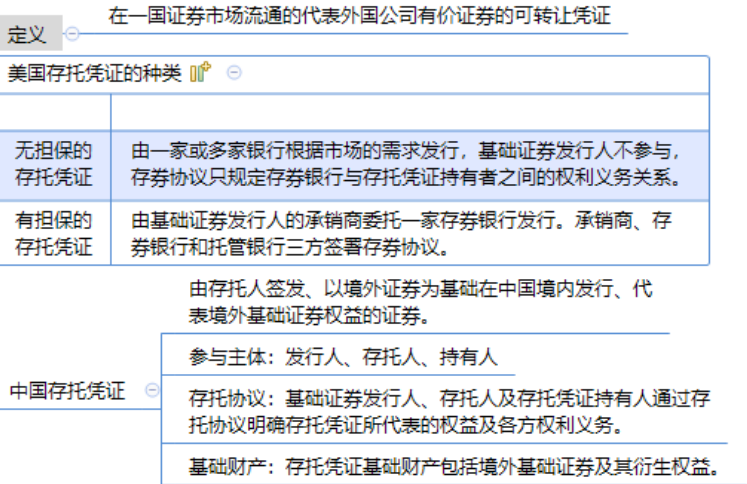 在一国证券市场流通的代表外国公司有价证券的可转让凭证
定义
美国存托凭证的种类
无担保的
存托凭证
由一家或多家银行根据市场的需求发行，基础证券发行人不参与，
存券协议只规定存券银行与存托凭证持有者之间的权利义务关系。
有担保的
存托凭证
由基础证券发行人的承销商委托一家存券银行发行。承销商、存
券银行和托管银行三方签署存券协议。
中国存托凭证
由存托人签发、以境外证券为基础在中国境内发行、代
表境外基础证券权益的证券。
参与主体：发行人、存托人、持有人
存托协议：基础证券发行人、存托人及存托凭证持有人通过存
托协议明确存托凭证所代表的权益及各方权利义务。
基础财产：存托凭证基础财产包括境外基础证券及其衍生权益。